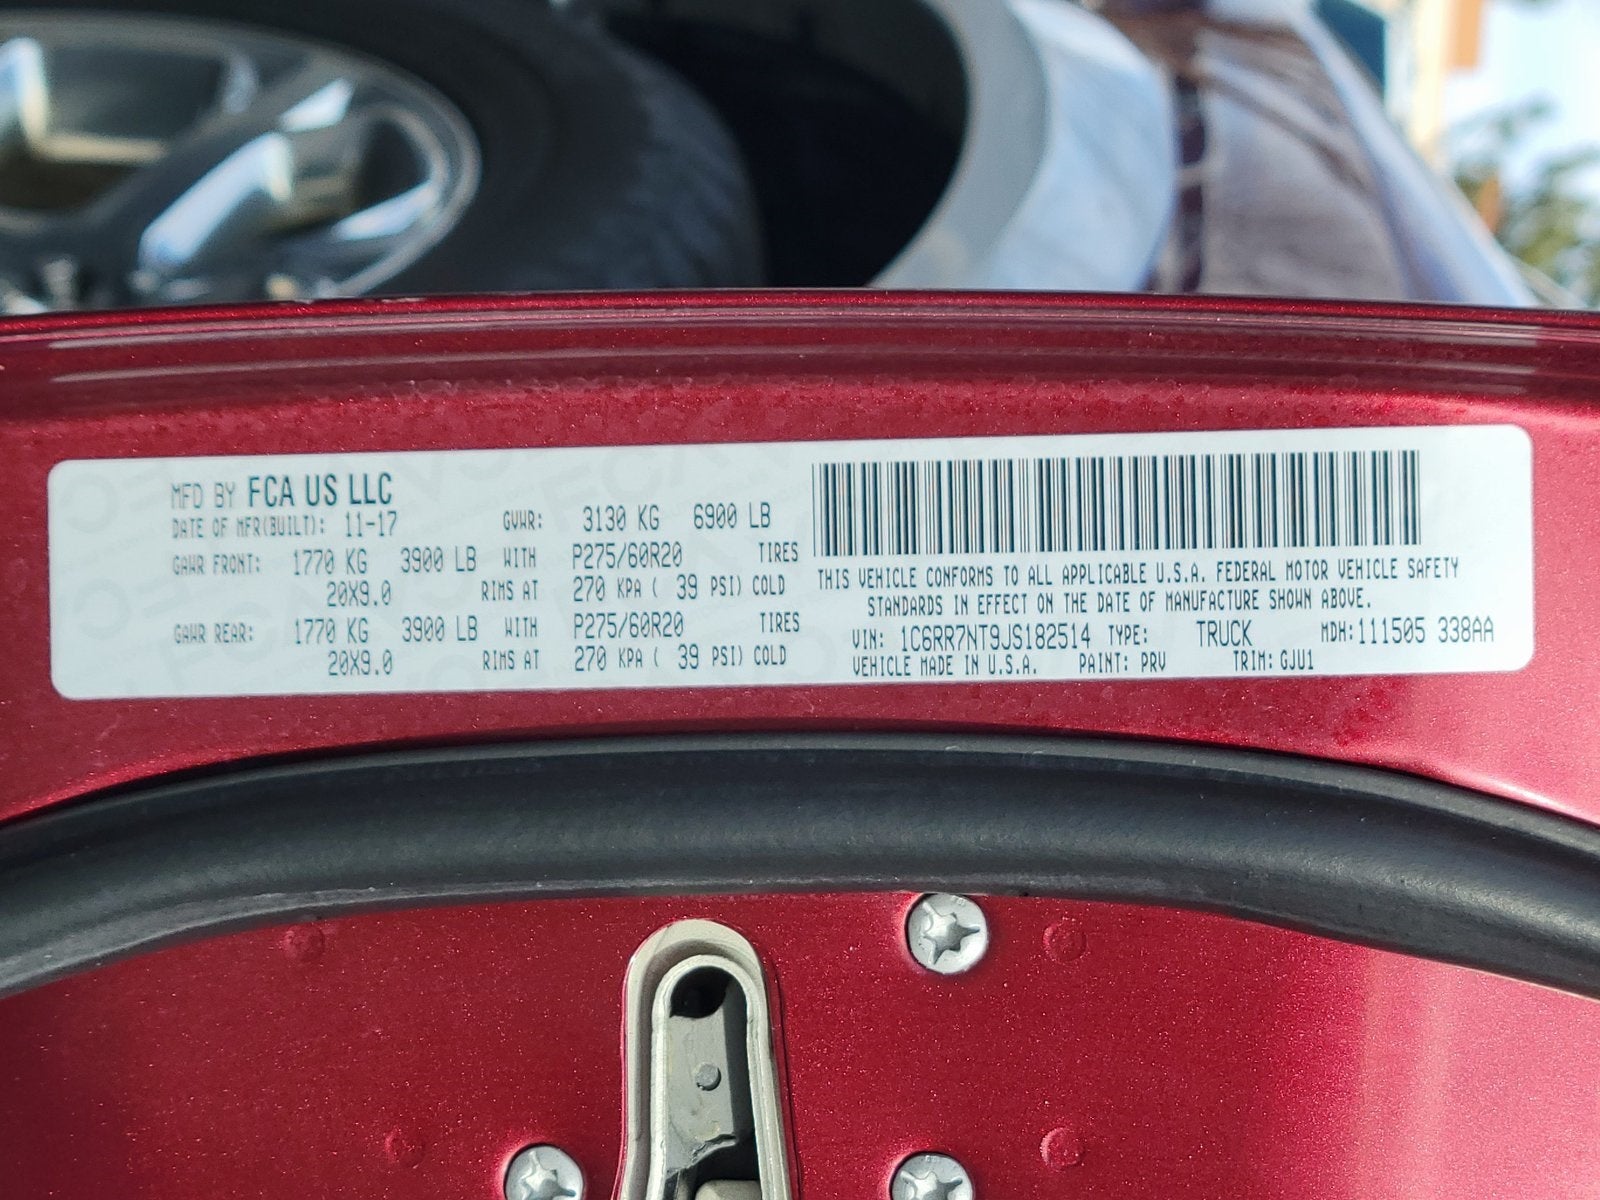 MFD BY FCA US LLC
DATE OF MFR(BUILT): 11-17 GVWR: 3130 KG 6900 LB
GAWR FRONT: 1770 KG 3900 LB WITH P275/60R20 TIRES
20X9.0 RIMS AT 270 KPA ( 39 PSI) COLD
GAWR REAR: 1770 KG 3900 LB WITH P275/60R20 TIRES
20X9.0 RIMS AT 270 KPA ( 39 PSI) COLD
THIS VEHICLE CONFORMS TO ALL APPLICABLE U.S.A. FEDERAL MOTOR VEHICLE SAFETY
STANDARDS IN EFFECT ON THE DATE OF MANUFACTURE SHOWN ABOVE.
VIN: 1C6RR7NT9JS182514 TYPE: TRUCK MDH:111505 338AA
VEHICLE MADE IN U.S.A. PAINT: PRV TRIM: GJU1